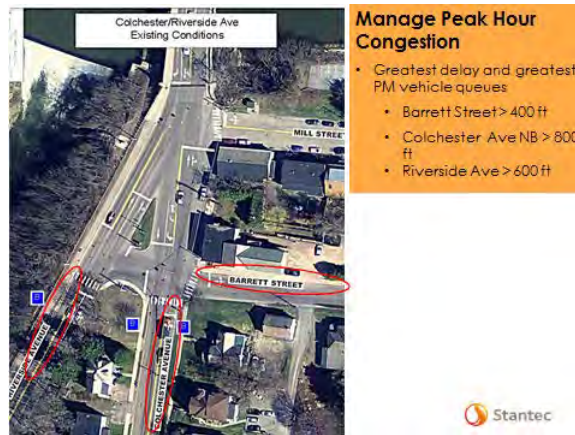 Colchester/Riverside Ave
Existing Conditions
MILL STREET
BARRETT STREET
RIVERSIDE AVENUE
COLCHESTER AVENUE
Manage Peak Hour
Congestion
• Greatest delay and greatest
PM vehicle queues
• Barrett Street > 400 ft
• Colchester Ave NB > 800
ft
• Riverside Ave > 600 ft
Stantec